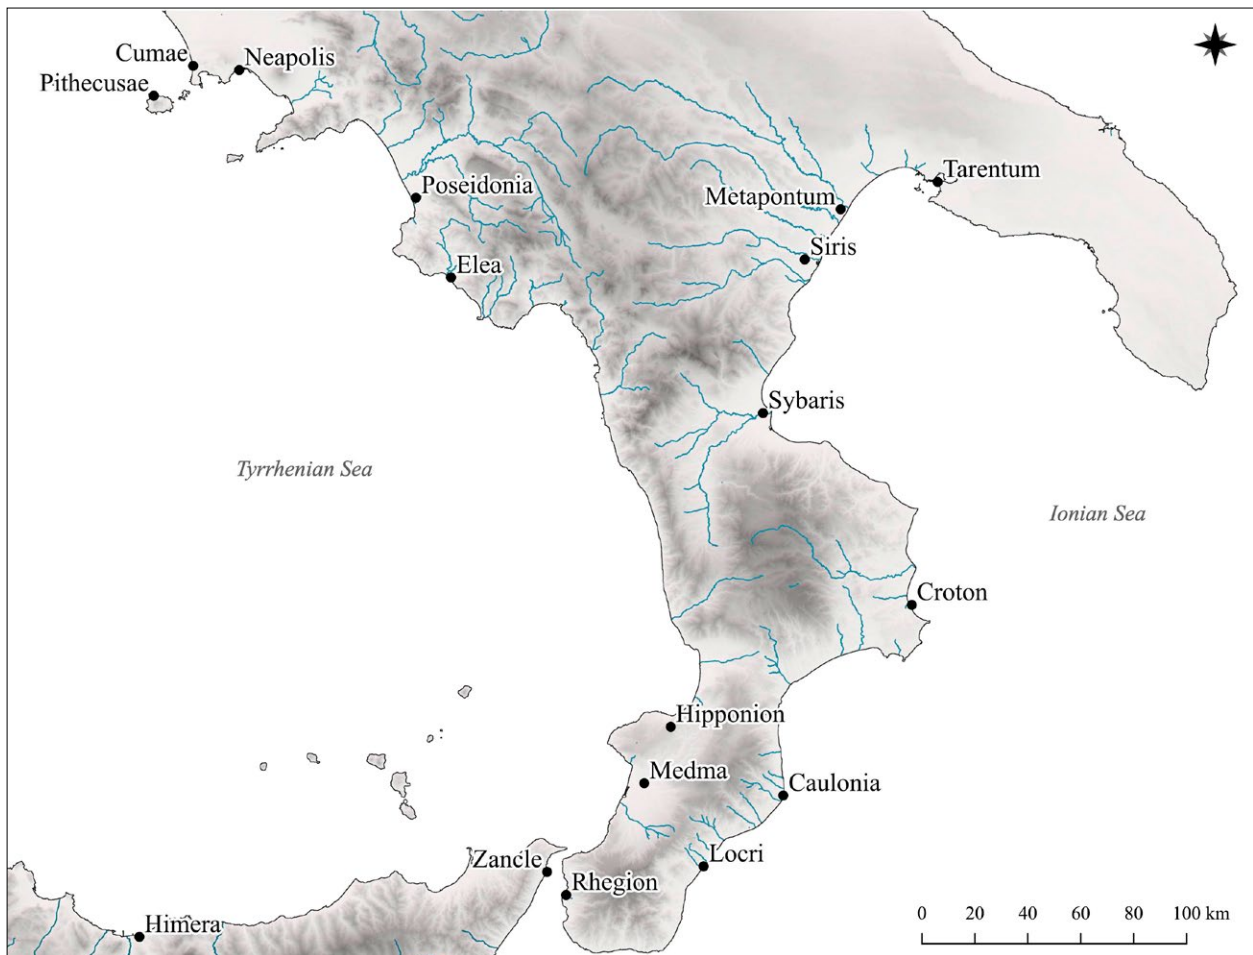 Cumae
Neapolis
Pithecusae
Poseidonia
Tarentum
Metapontum
Siris
Elea
Sybaris
Tyrrhenian Sea
Ionian Sea
Croton
Hipponion
Medma
Caulonia
Zancle
Locri
Rhegion
Himera
0 20 40 60 80 100 km